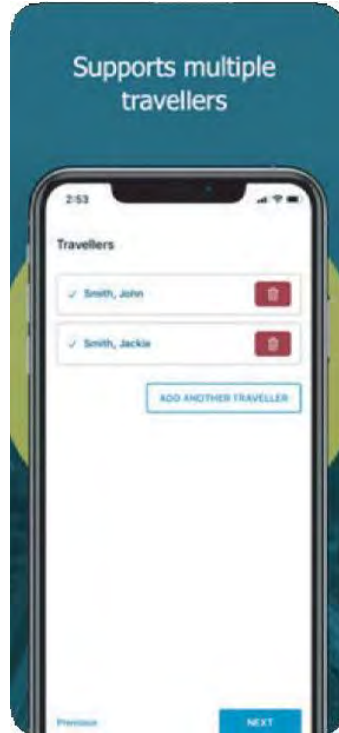 Supports multiple
travellers
2:53
Travellers
Smith, John
Smith, Jackie
ADD ANOTHER TRAVELLER
Previous
NEXT